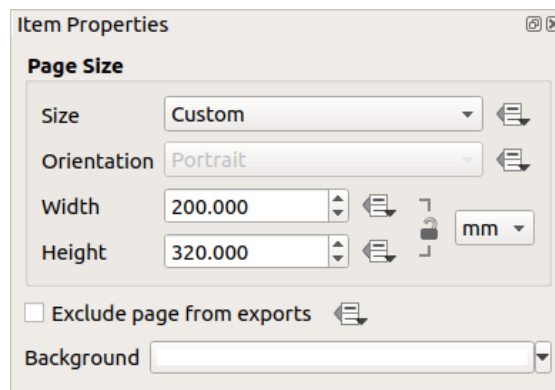 Item Properties
Page Size
Size Custom
Orientation Portrait
Width 200.000
mm
Height 320.000
Exclude page from exports
Background